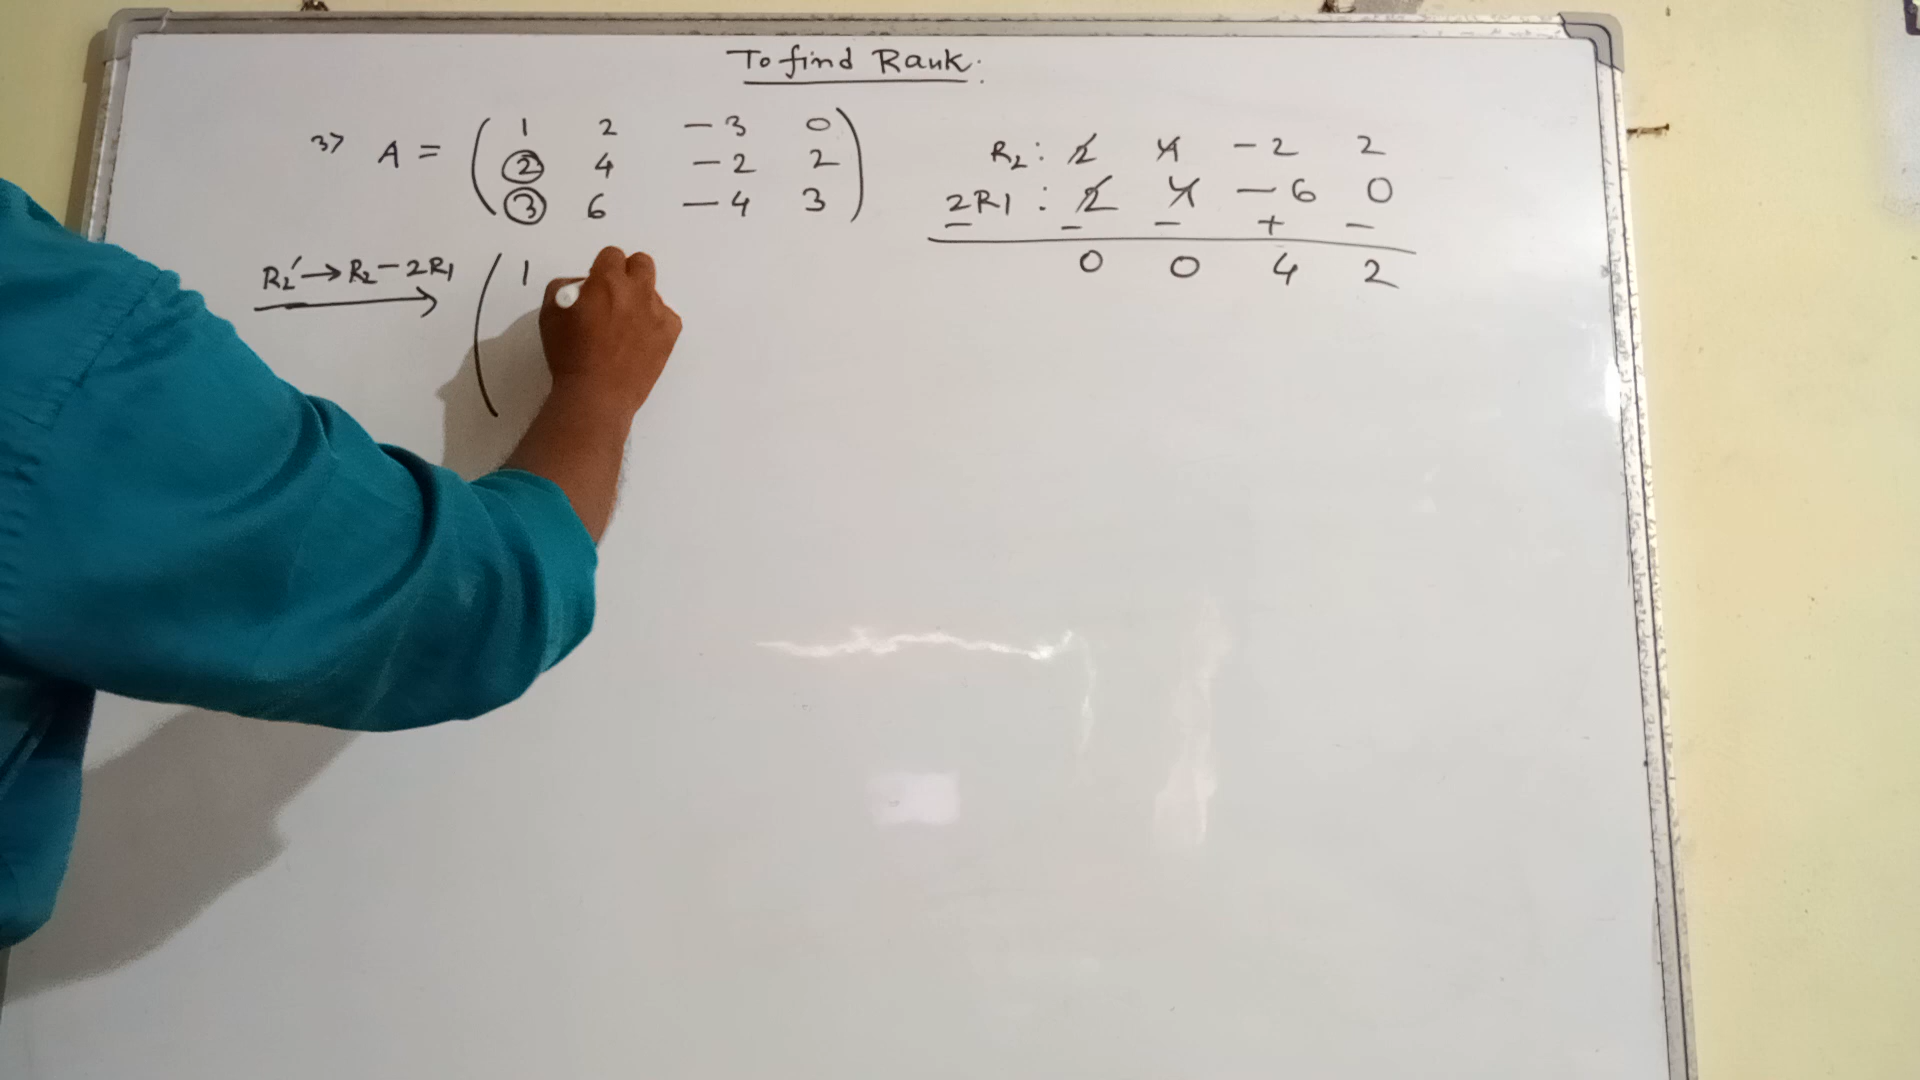 To find Rank.
3> A = ( 1 2 -3 0
2 4 -2 2
3 6 -4 3 )
R2' → R2 - 2R1 ( 1
R2 : 2 4 -2 2
2R1 : 2 4 -6 0
- - - + -
0 0 4 2